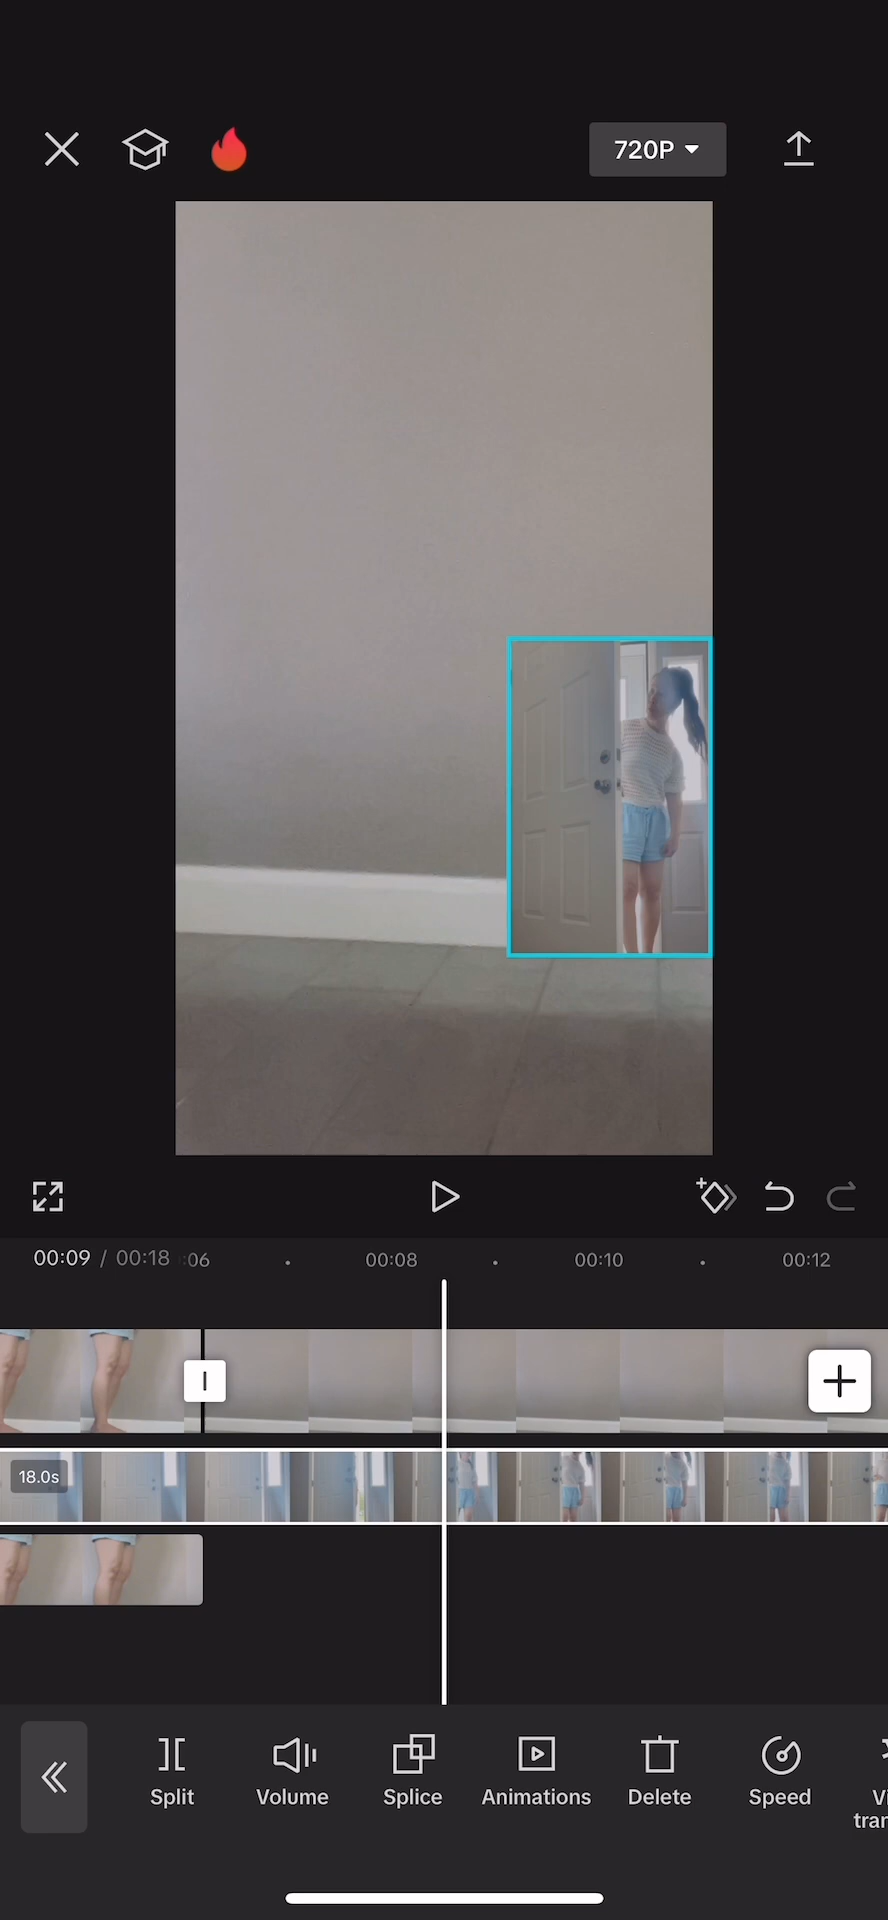 720P
00:09 / 00:18 :06 00:08 00:10 00:12
18.0s
Split Volume Splice Animations Delete Speed